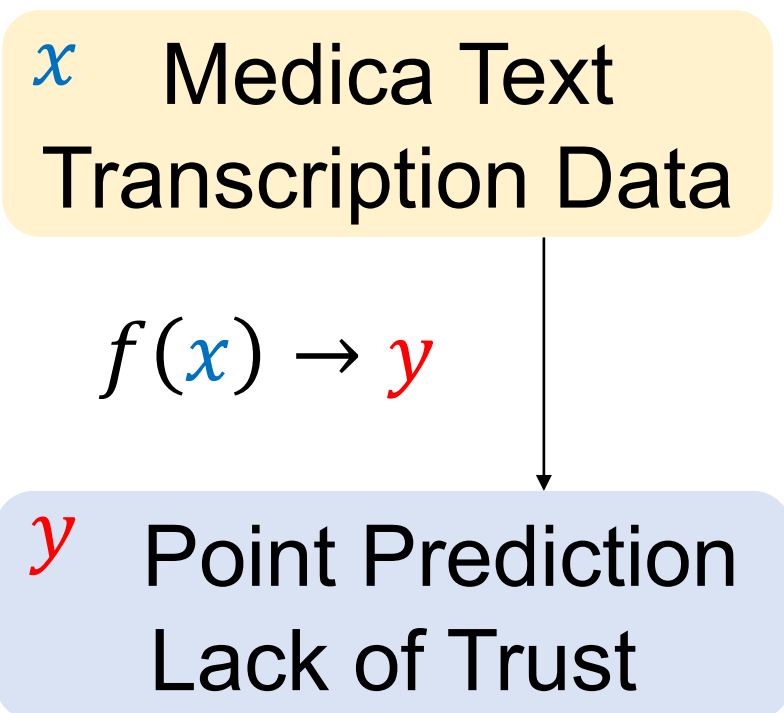 x Medica Text
Transcription Data
f(x) → y
y Point Prediction
Lack of Trust